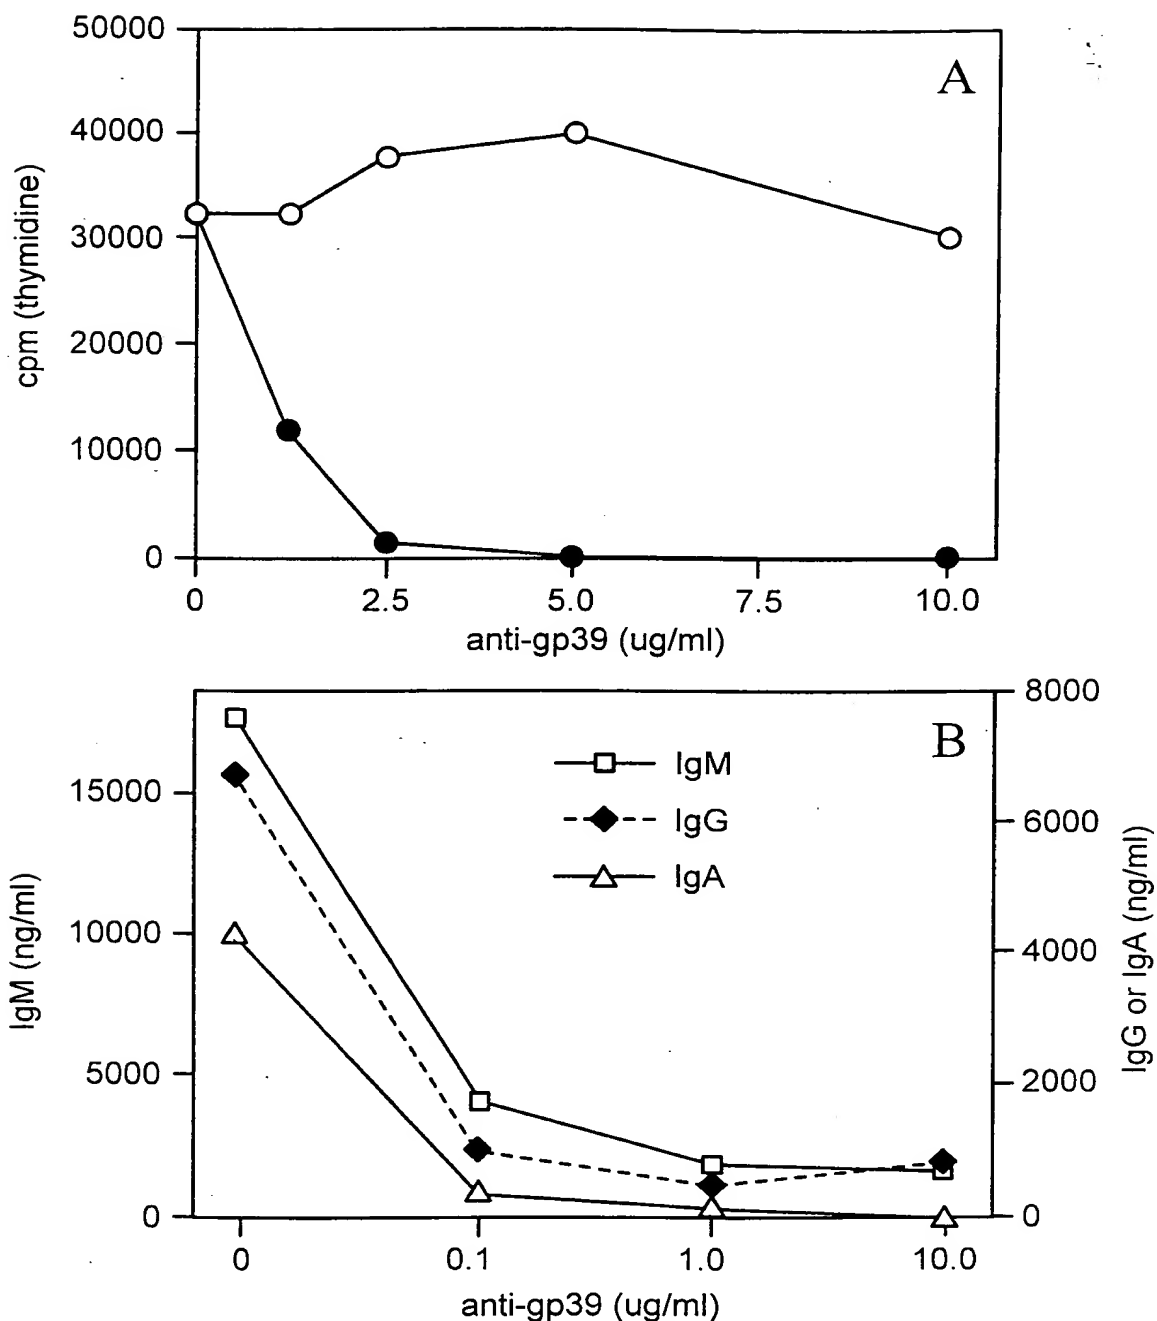 50000
A
40000
30000
20000
10000
0
cpm (thymidine)
0 2.5 5.0 7.5 10.0
anti-gp39 (ug/ml)
8000
B
IgM
15000
6000
IgG
IgA
10000
4000
5000
2000
0
0
IgM (ng/ml)
IgG or IgA (ng/ml)
0 0.1 1.0 10.0
anti-gp39 (ug/ml)